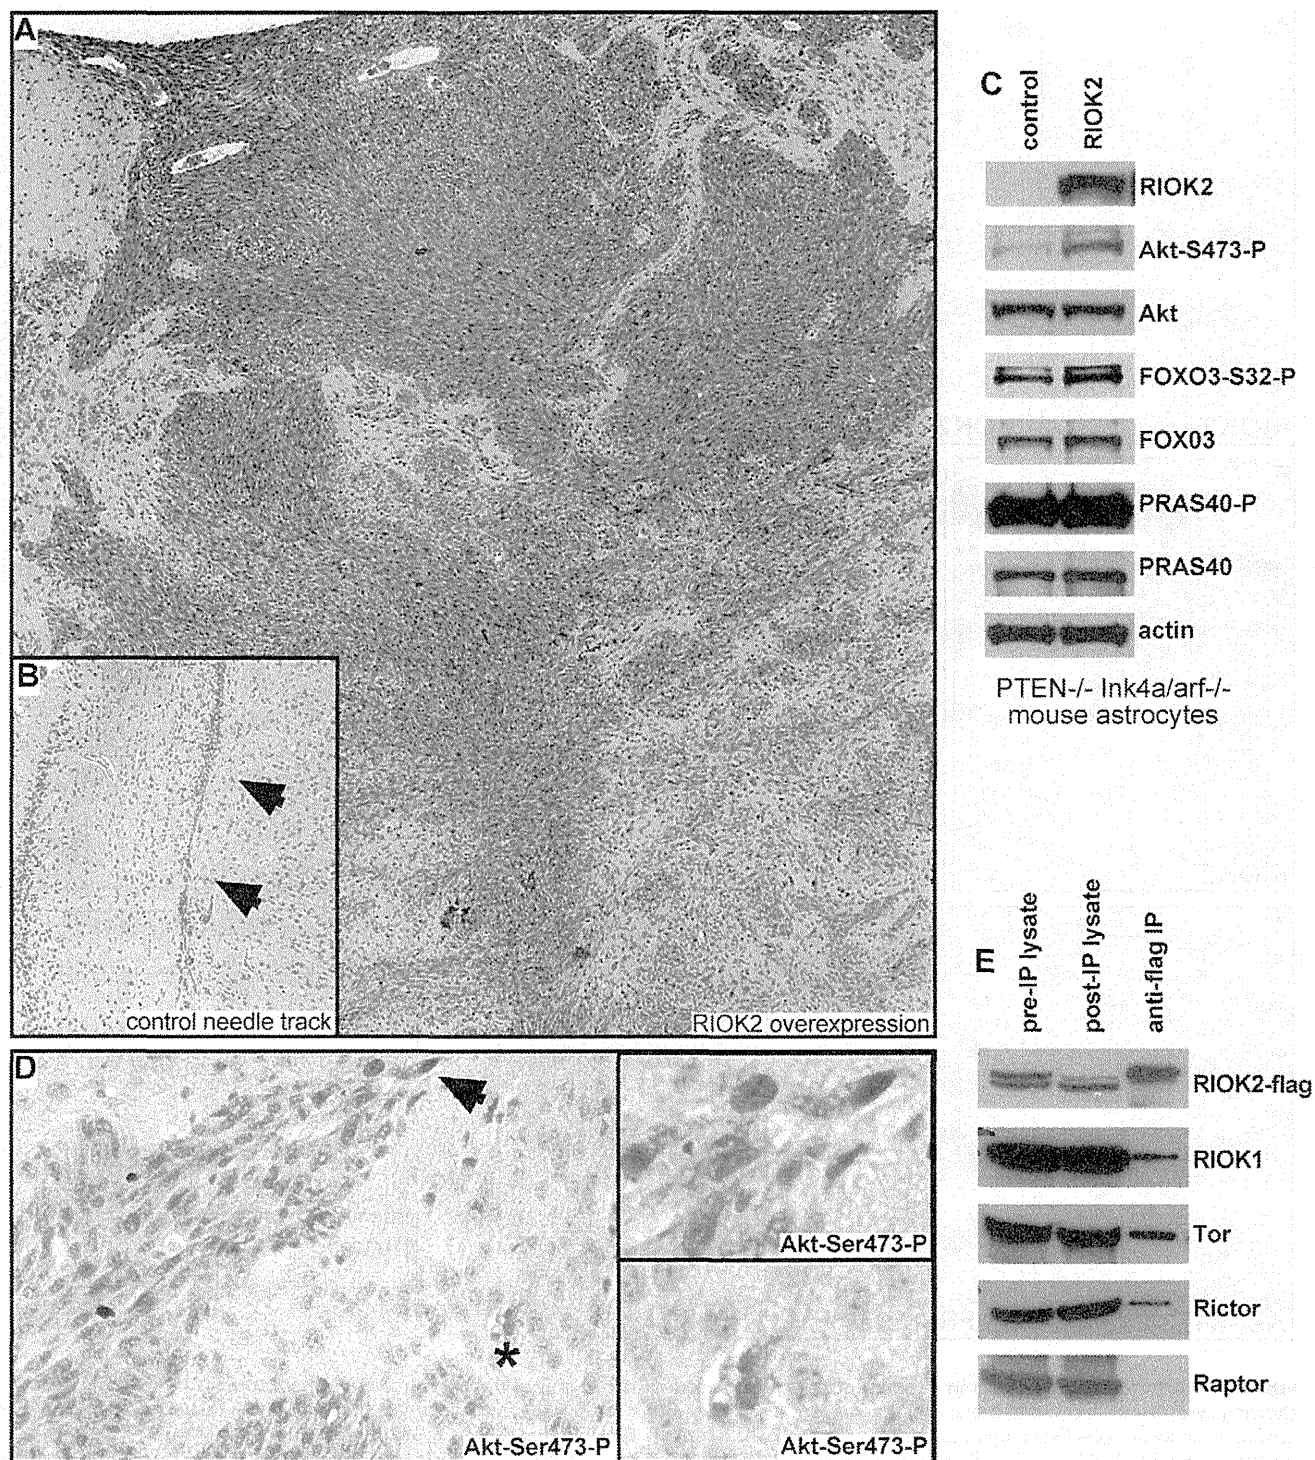 A
B
control needle track
RIOK2 overexpression
C
control
RIOK2
RIOK2
Akt-S473-P
Akt
FOXO3-S32-P
FOX03
PRAS40-P
PRAS40
actin
PTEN-/- Ink4a/arf-/-
mouse astrocytes
D
*
Akt-Ser473-P
Akt-Ser473-P
Akt-Ser473-P
E
pre-IP lysate
post-IP lysate
anti-flag IP
RIOK2-flag
RIOK1
Tor
Rictor
Raptor